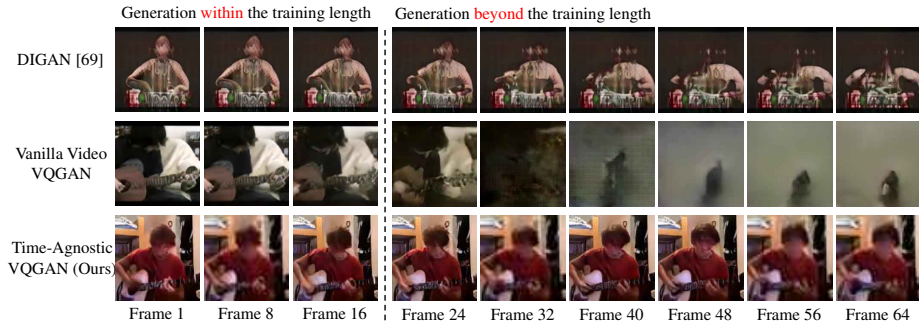 Generation within the training length
Generation beyond the training length
DIGAN [69]
Vanilla Video
VQGAN
Time-Agnostic
VQGAN (Ours)
Frame 1
Frame 8
Frame 16
Frame 24
Frame 32
Frame 40
Frame 48
Frame 56
Frame 64